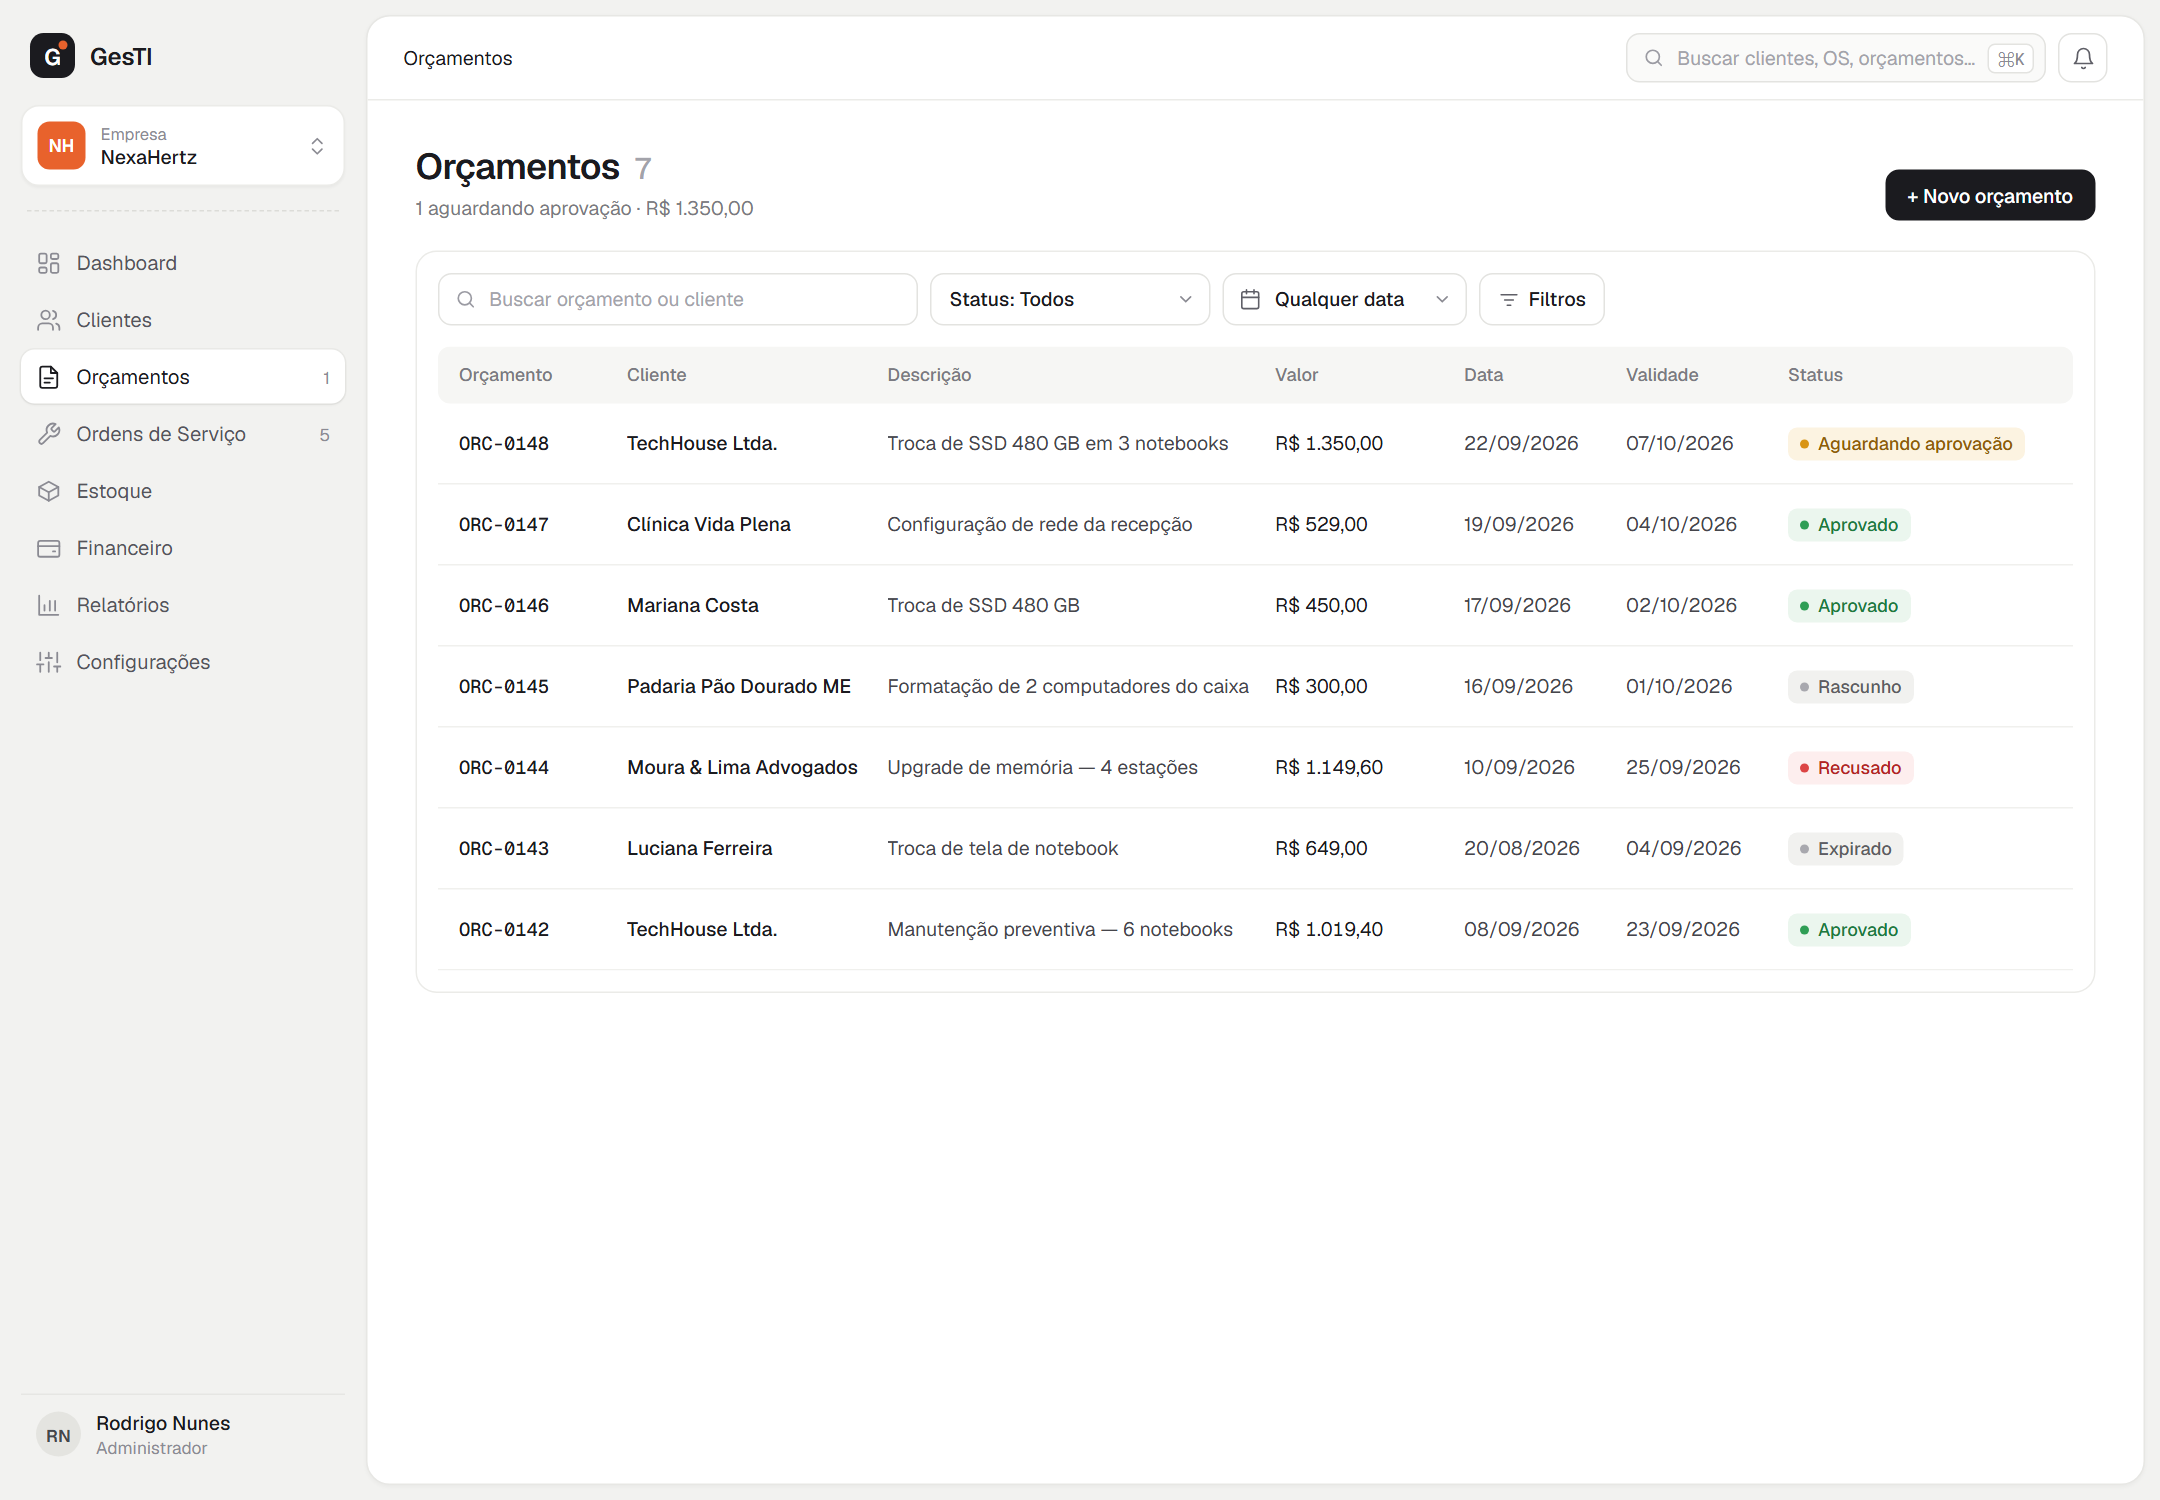 G GesTI
NH Empresa
NexaHertz
Dashboard
Clientes
Orçamentos 1
Ordens de Serviço 5
Estoque
Financeiro
Relatórios
Configurações
RN Rodrigo Nunes
Administrador
Orçamentos
Buscar clientes, OS, orçamentos... ⌘K
Orçamentos 7
1 aguardando aprovação · R$ 1.350,00
+ Novo orçamento
Buscar orçamento ou cliente
Status: Todos
Qualquer data
Filtros
Orçamento Cliente Descrição Valor Data Validade Status
ORC-0148 TechHouse Ltda. Troca de SSD 480 GB em 3 notebooks R$ 1.350,00 22/09/2026 07/10/2026 Aguardando aprovação
ORC-0147 Clínica Vida Plena Configuração de rede da recepção R$ 529,00 19/09/2026 04/10/2026 Aprovado
ORC-0146 Mariana Costa Troca de SSD 480 GB R$ 450,00 17/09/2026 02/10/2026 Aprovado
ORC-0145 Padaria Pão Dourado ME Formatação de 2 computadores do caixa R$ 300,00 16/09/2026 01/10/2026 Rascunho
ORC-0144 Moura & Lima Advogados Upgrade de memória — 4 estações R$ 1.149,60 10/09/2026 25/09/2026 Recusado
ORC-0143 Luciana Ferreira Troca de tela de notebook R$ 649,00 20/08/2026 04/09/2026 Expirado
ORC-0142 TechHouse Ltda. Manutenção preventiva — 6 notebooks R$ 1.019,40 08/09/2026 23/09/2026 Aprovado